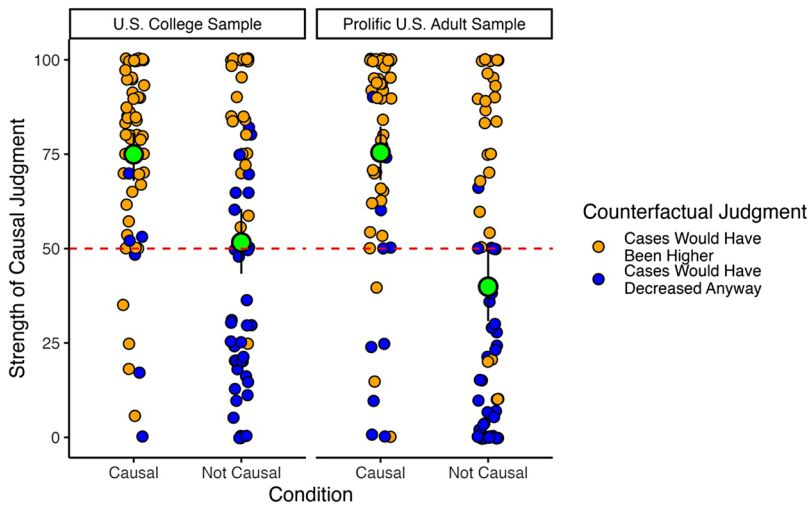 U.S. College Sample
Prolific U.S. Adult Sample
Strength of Causal Judgment
100
75
50
25
0
Causal
Not Causal
Causal
Not Causal
Condition
Counterfactual Judgment
Cases Would Have
Been Higher
Cases Would Have
Decreased Anyway